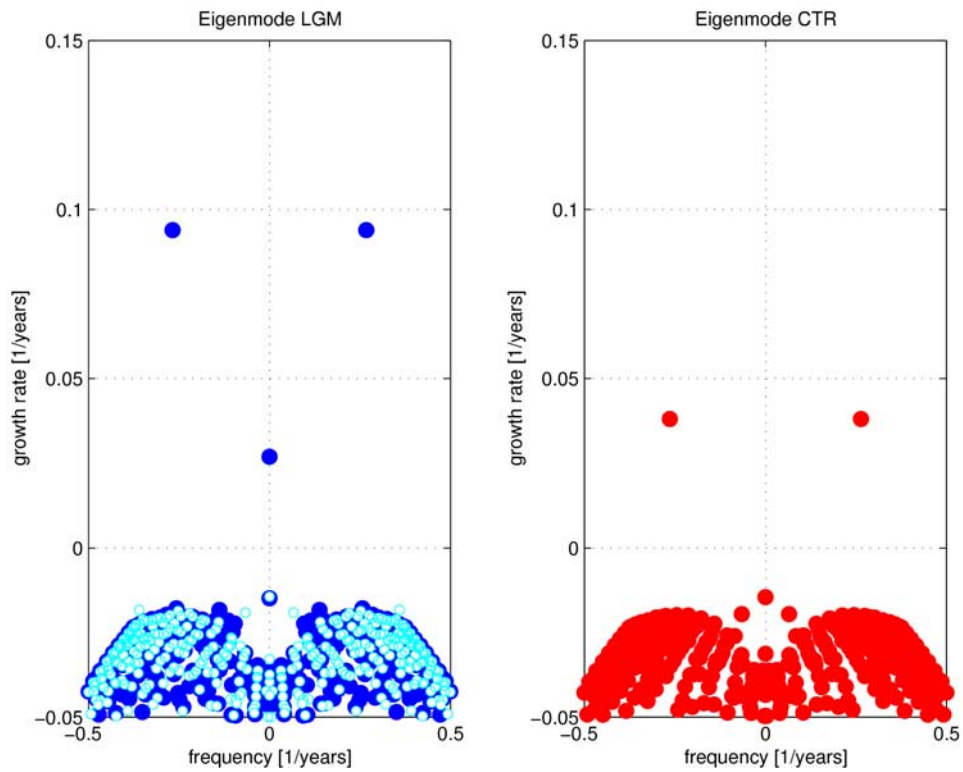 Eigenmode LGM
0.15
0.1
0.05
0
−0.05
−0.5
0
0.5
growth rate [1/years]
frequency [1/years]
Eigenmode CTR
0.15
0.1
0.05
0
−0.05
−0.5
0
0.5
growth rate [1/years]
frequency [1/years]